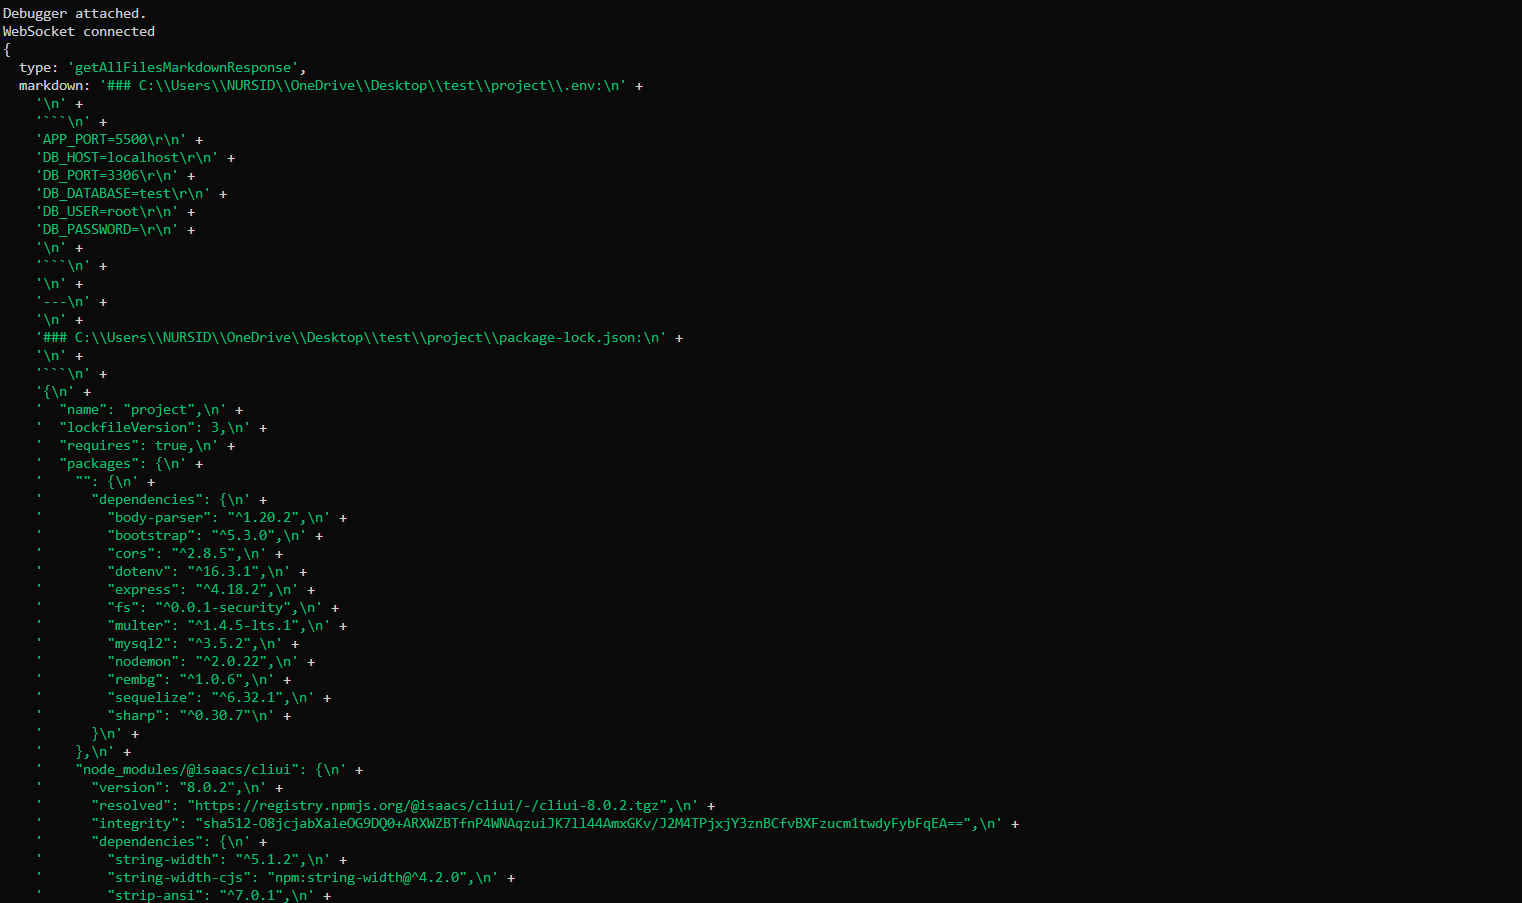 Debugger attached.
WebSocket connected
{
  type: 'getAllFilesMarkdownResponse',
  markdown: '### C:\\Users\\NURSID\\OneDrive\\Desktop\\test\\project\\.env:\n' +
    '\n' +
    '```\n' +
    'APP_PORT=5500\r\n' +
    'DB_HOST=localhost\r\n' +
    'DB_PORT=3306\r\n' +
    'DB_DATABASE=test\r\n' +
    'DB_USER=root\r\n' +
    'DB_PASSWORD=\r\n' +
    '\n' +
    '```\n' +
    '\n' +
    '---\n' +
    '\n' +
    '### C:\\Users\\NURSID\\OneDrive\\Desktop\\test\\project\\package-lock.json:\n' +
    '\n' +
    '```\n' +
    '{\n' +
    '  "name": "project",\n' +
    '  "lockfileVersion": 3,\n' +
    '  "requires": true,\n' +
    '  "packages": {\n' +
    '    "": {\n' +
    '      "dependencies": {\n' +
    '        "body-parser": "^1.20.2",\n' +
    '        "bootstrap": "^5.3.0",\n' +
    '        "cors": "^2.8.5",\n' +
    '        "dotenv": "^16.3.1",\n' +
    '        "express": "^4.18.2",\n' +
    '        "fs": "^0.0.1-security",\n' +
    '        "multer": "^1.4.5-lts.1",\n' +
    '        "mysql2": "^3.5.2",\n' +
    '        "nodemon": "^2.0.22",\n' +
    '        "rembg": "^1.0.6",\n' +
    '        "sequelize": "^6.32.1",\n' +
    '        "sharp": "^0.30.7"\n' +
    '      }\n' +
    '    },\n' +
    '    "node_modules/@isaacs/cliui": {\n' +
    '      "version": "8.0.2",\n' +
    '      "resolved": "https://registry.npmjs.org/@isaacs/cliui/-/cliui-8.0.2.tgz",\n' +
    '      "integrity": "sha512-O8jcjabXaleOG9DQ0+ARXWZBTfnP4WNAqzuiJK7ll44AmxGKv/J2M4TPjxjY3znBCfvBXFzucm1twdyFybFqEA==",\n' +
    '      "dependencies": {\n' +
    '        "string-width": "^5.1.2",\n' +
    '        "string-width-cjs": "npm:string-width@^4.2.0",\n' +
    '        "strip-ansi": "^7.0.1",\n' +